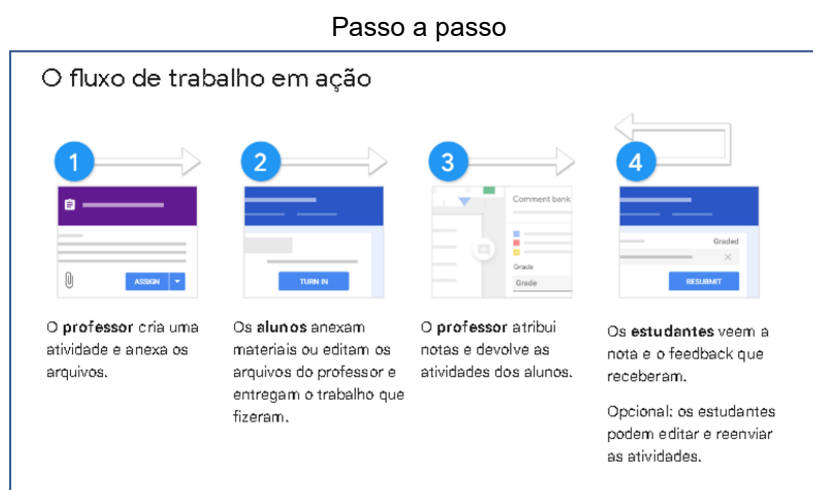 Passo a passo
O fluxo de trabalho em ação
1
2
3
4
ASSIGN
TURN IN
Comment bank
Grade
Grade
Graded
RESUBMIT
O professor cria uma
atividade e anexa os
arquivos.
Os alunos anexam
materiais ou editam os
arquivos do professor e
entregam o trabalho que
fizeram.
O professor atribui
notas e devolve as
atividades dos alunos.
Os estudantes veem a
nota e o feedback que
receberam.
Opcional: os estudantes
podem editar e reenviar
as atividades.